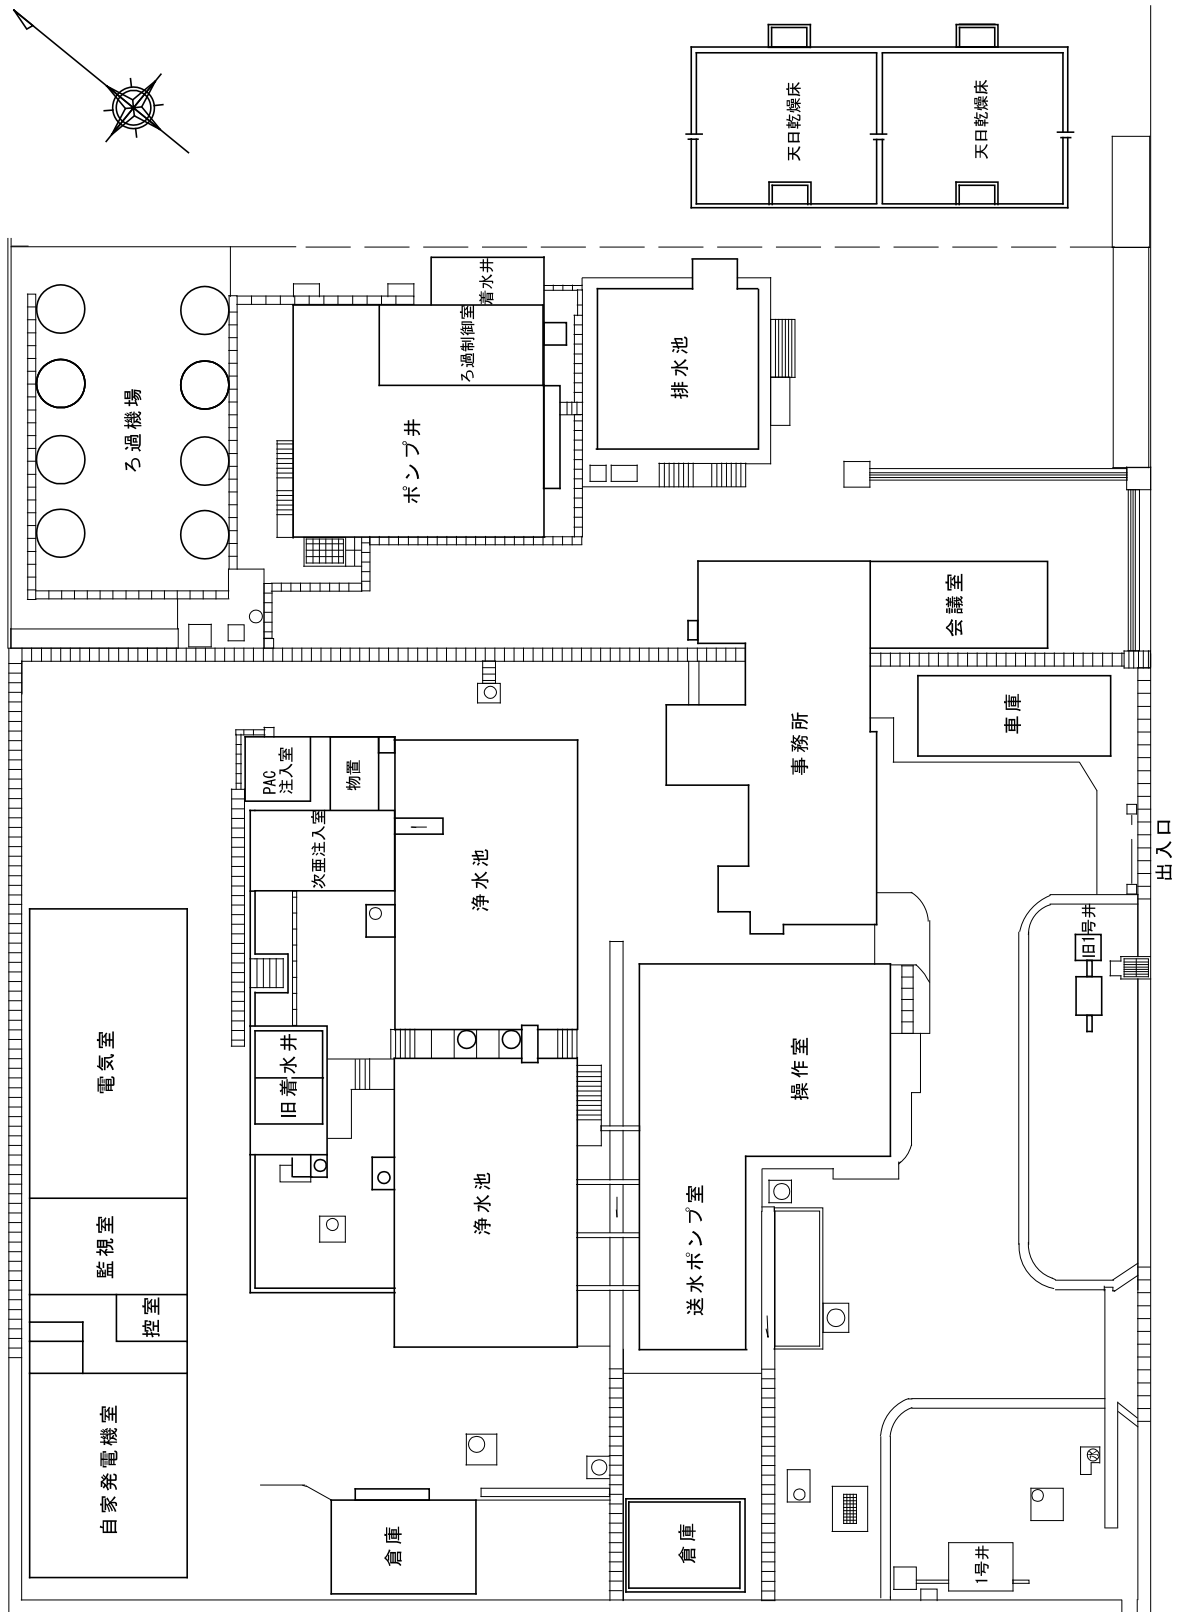 天日乾燥床
天日乾燥床
着水井
ろ過制御室
ポンプ井
ろ過機場
排水池
会議室
車庫
事務所
出入口
旧1号井
PAC
注入室
物置
次亜注入室
浄水池
電気室
旧着水井
操作室
浄水池
送水ポンプ室
監視室
控室
自家発電機室
倉庫
倉庫
水
1号井